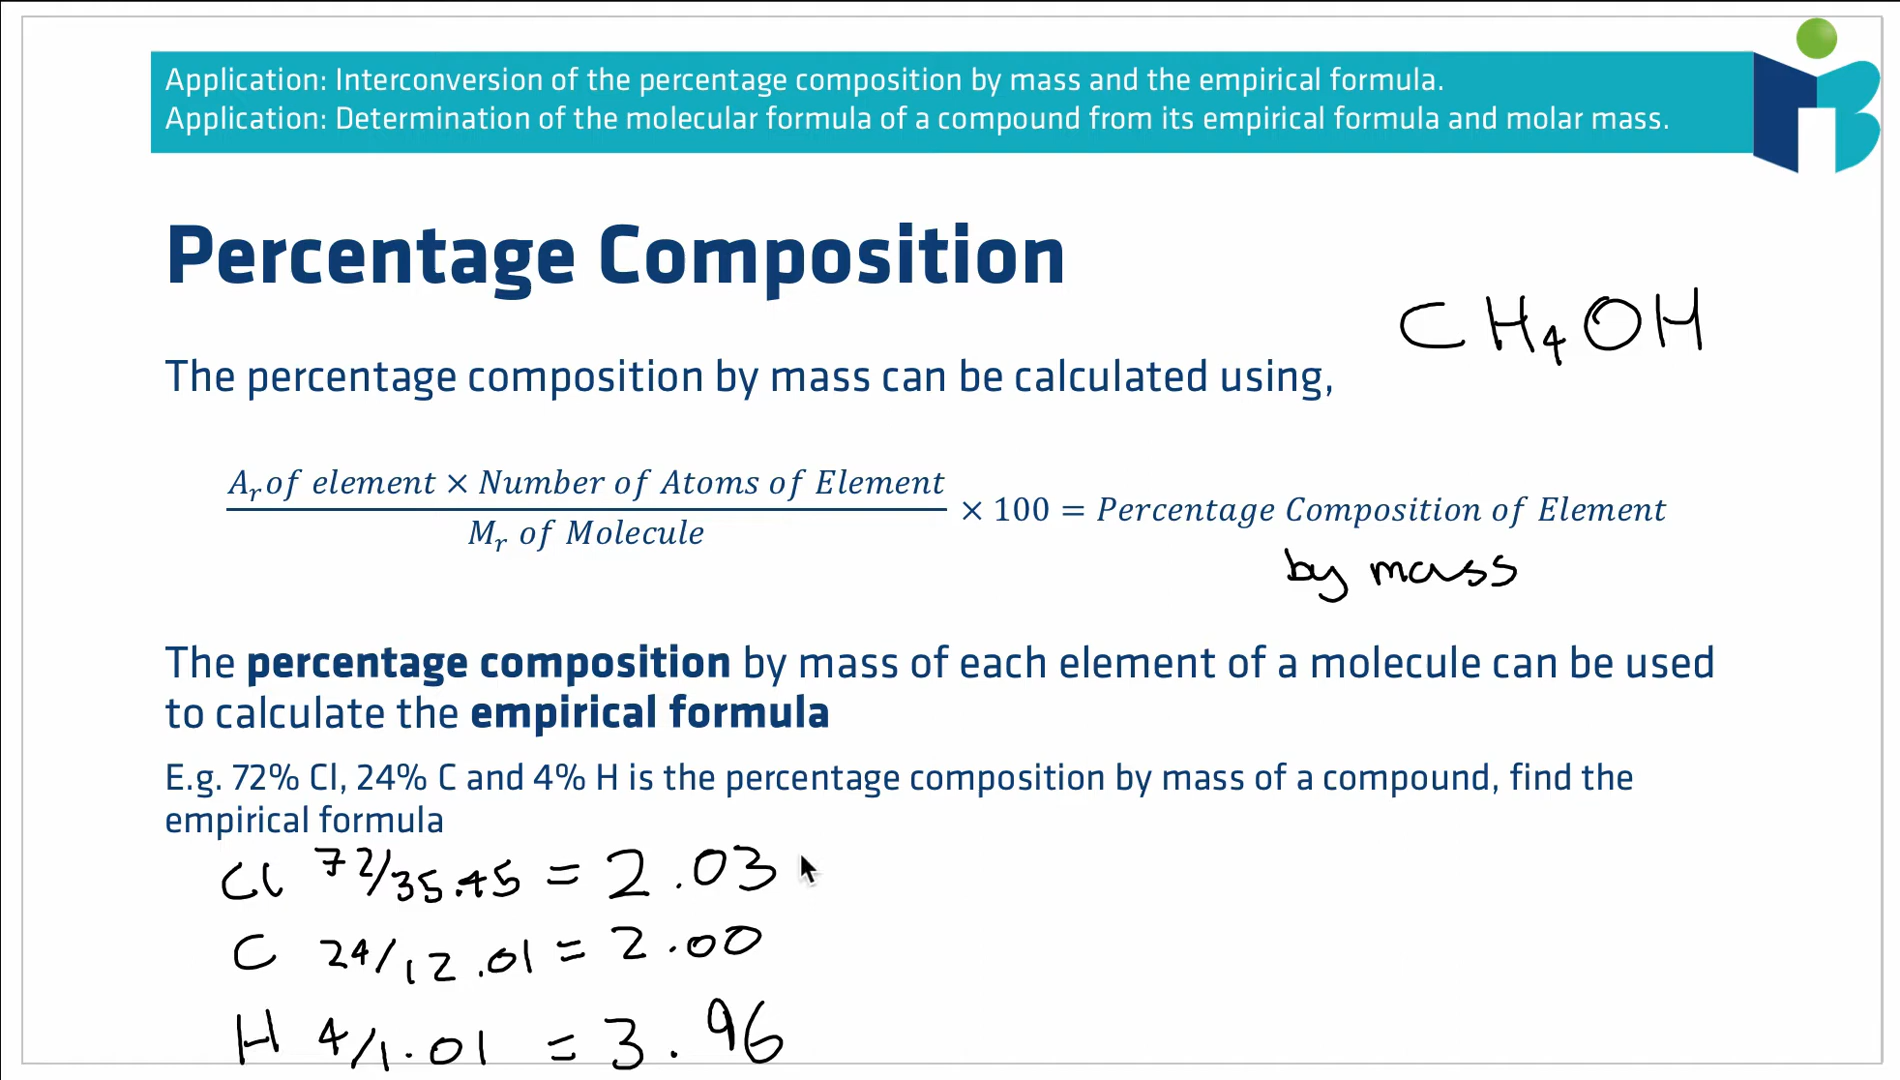 Application: Interconversion of the percentage composition by mass and the empirical formula.
Application: Determination of the molecular formula of a compound from its empirical formula and molar mass.
Percentage Composition
CH₄OH
The percentage composition by mass can be calculated using,
Aᵣ of element × Number of Atoms of Element
× 100 = Percentage Composition of Element
Mᵣ of Molecule
by mass
The percentage composition by mass of each element of a molecule can be used
to calculate the empirical formula
E.g. 72% Cl, 24% C and 4% H is the percentage composition by mass of a compound, find the
empirical formula
Cl 72/35.45 = 2.03
C 24/12.01 = 2.00
H 4/1.01 = 3.96